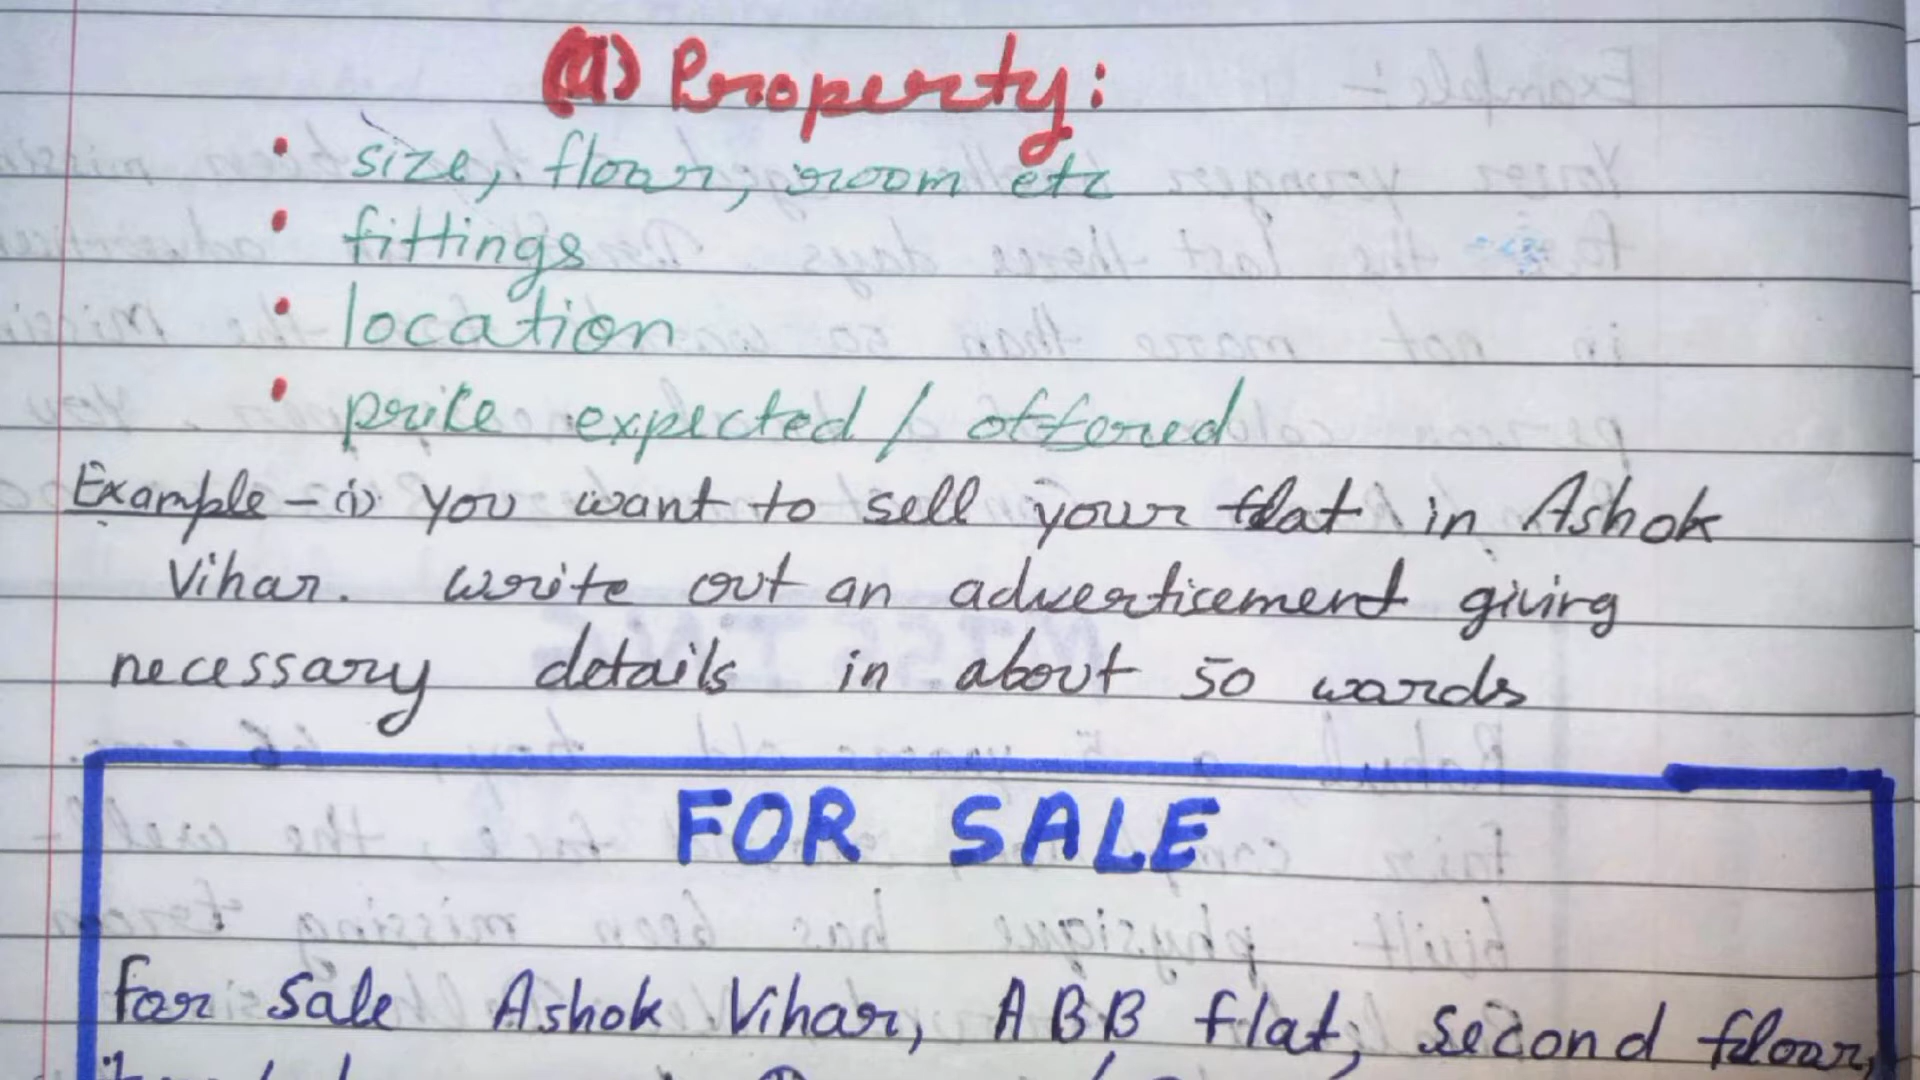 (a) Property:
• size, floor, room etc
• fittings
• location
• price expected / offered
Example - (i) You want to sell your flat in Ashok
Vihar. Write out an advertisement giving
necessary details in about 50 words
FOR SALE
For Sale Ashok Vihar, ABB flat, second floor,